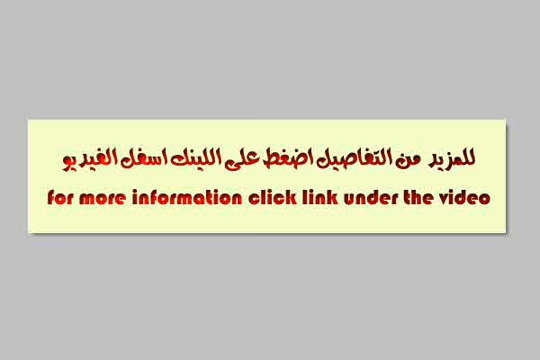 للمزيد من التفاصيل اضغط على اللينك اسفل الفيديو
for more information click link under the video